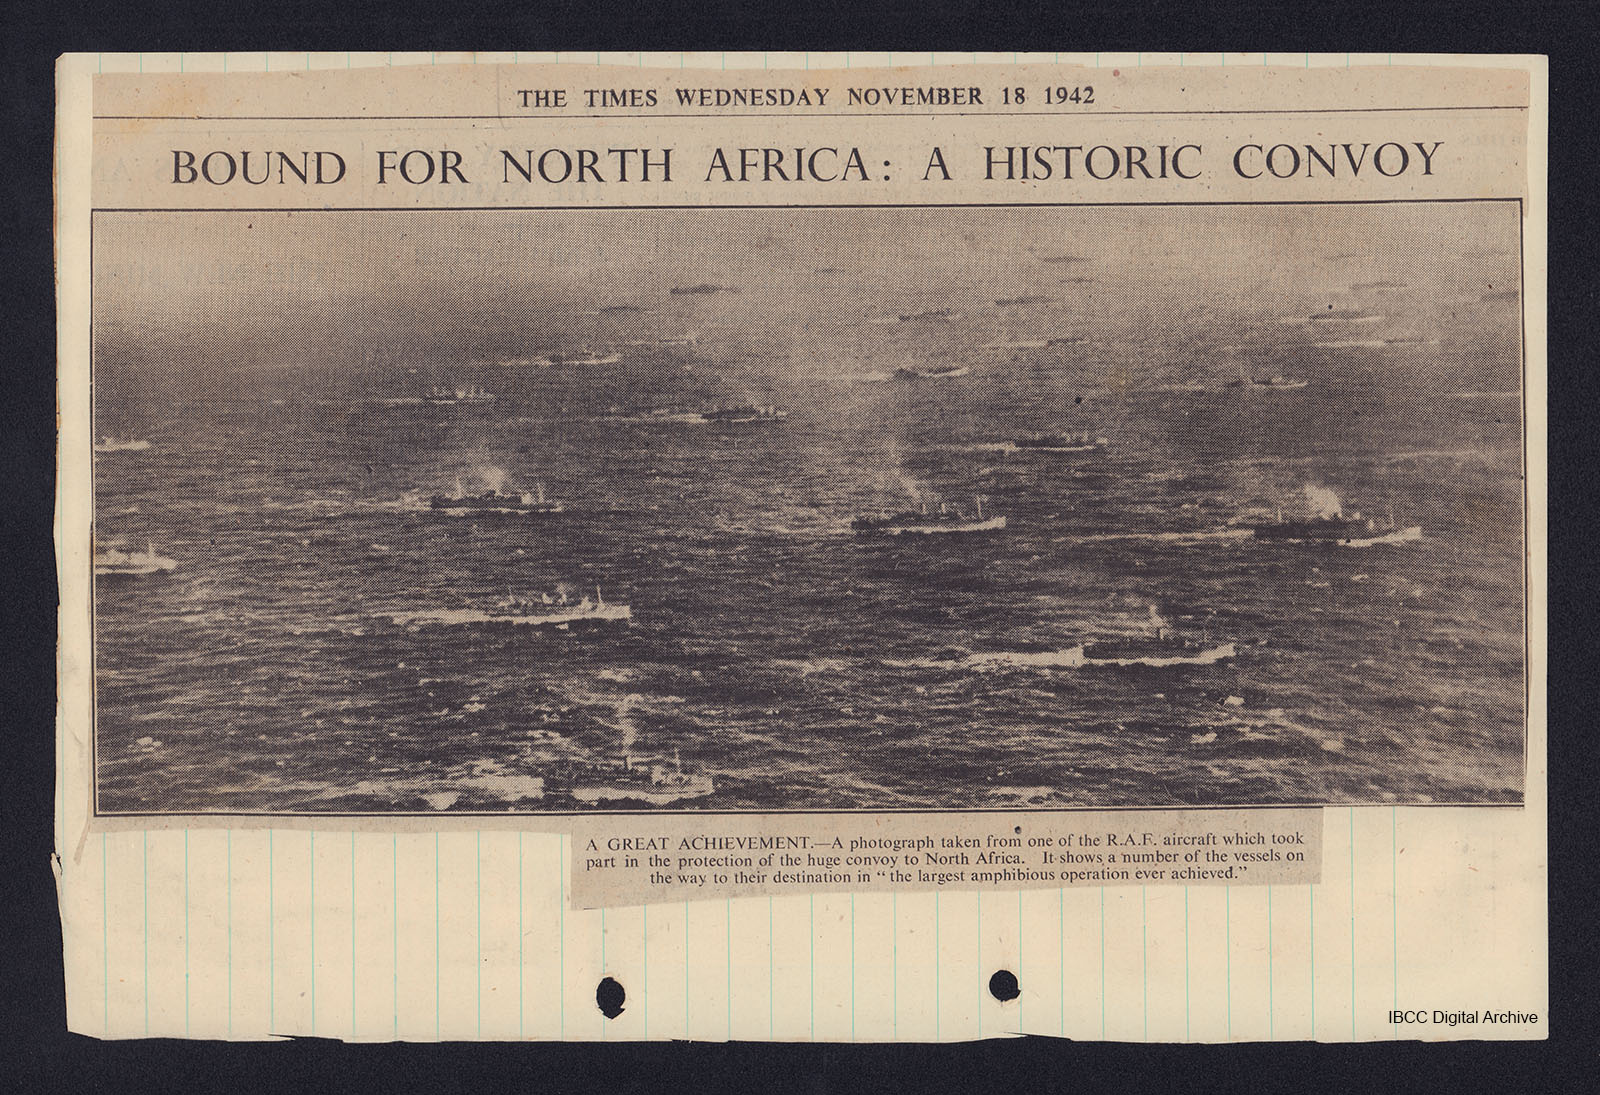 THE TIMES WEDNESDAY NOVEMBER 18 1942
BOUND FOR NORTH AFRICA: A HISTORIC CONVOY
A GREAT ACHIEVEMENT.—A photograph taken from one of the R.A.F. aircraft which took
part in the protection of the huge convoy to North Africa. It shows a number of the vessels on
the way to their destination in “ the largest amphibious operation ever achieved.”
IBCC Digital Archive